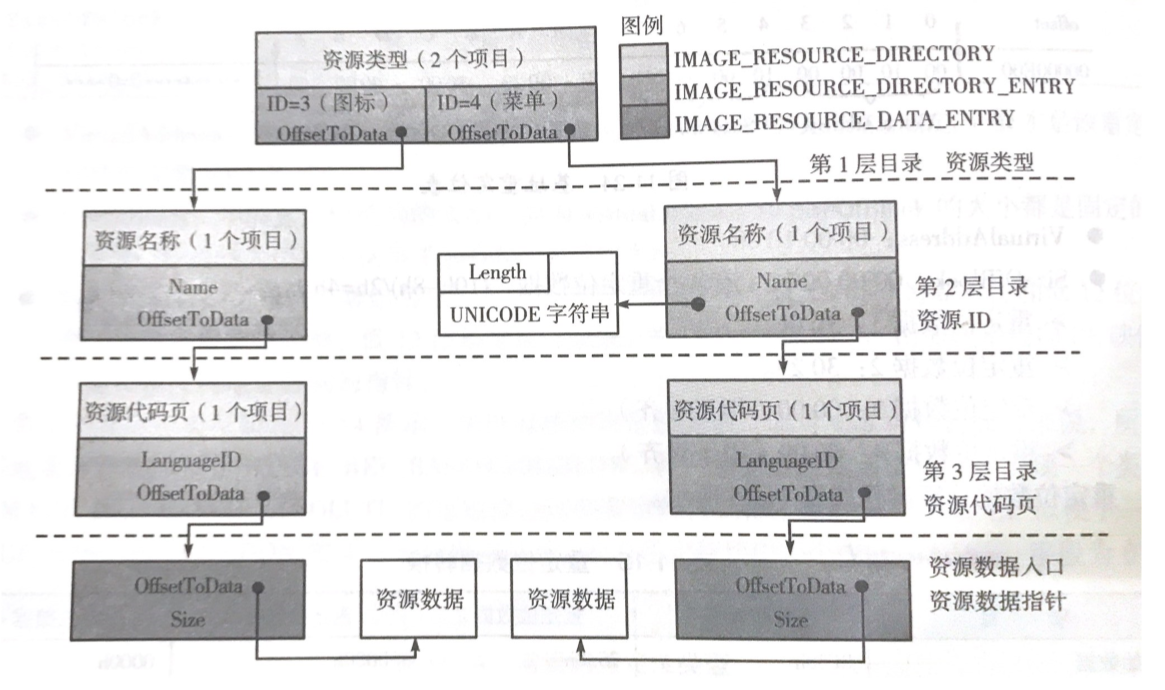 图例
资源类型（2 个项目）
ID=3（图标）
OffsetToData
ID=4（菜单）
OffsetToData
IMAGE_RESOURCE_DIRECTORY
IMAGE_RESOURCE_DIRECTORY_ENTRY
IMAGE_RESOURCE_DATA_ENTRY
第 1 层目录 资源类型
资源名称（1 个项目）
Name
OffsetToData
Length
UNICODE 字符串
资源名称（1 个项目）
Name
OffsetToData
第 2 层目录
资源 ID
资源代码页（1 个项目）
LanguageID
OffsetToData
资源代码页（1 个项目）
LanguageID
OffsetToData
第 3 层目录
资源代码页
OffsetToData
Size
资源数据
资源数据
OffsetToData
Size
资源数据入口
资源数据指针